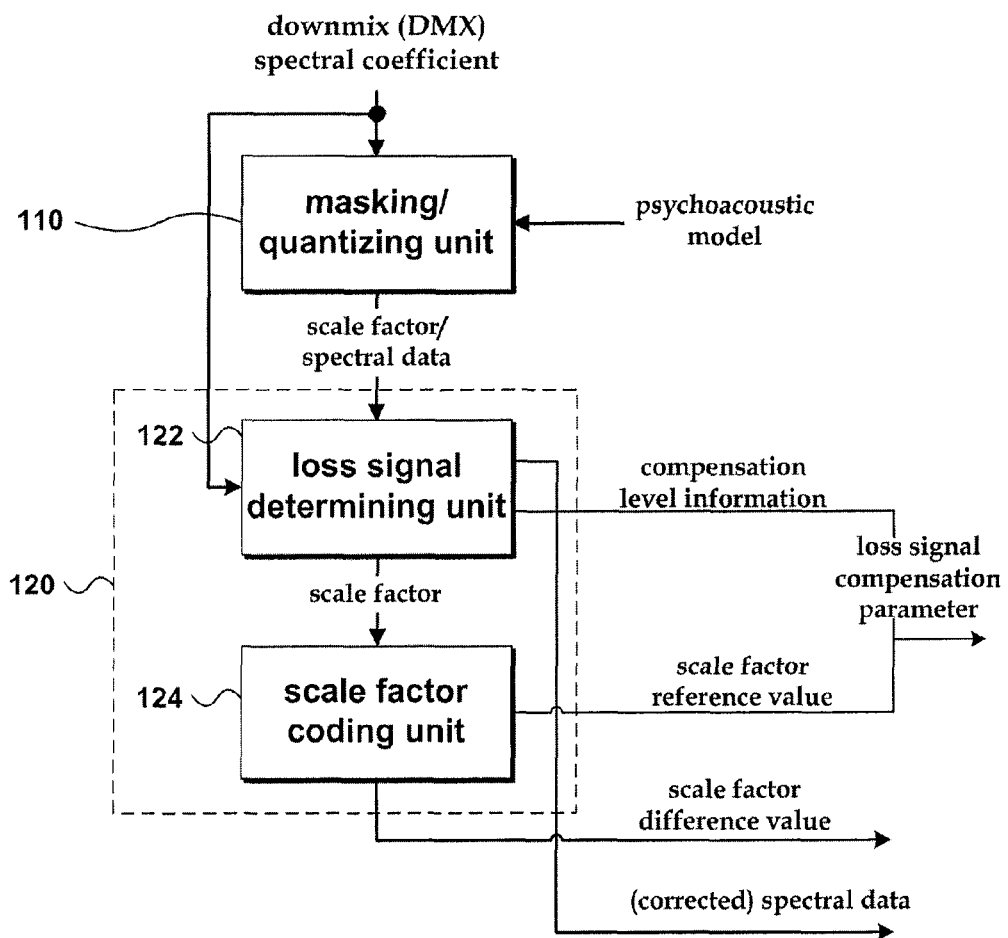 downmix (DMX)
spectral coefficient
110
masking/
quantizing unit
psychoacoustic
model
scale factor/
spectral data
122
loss signal
determining unit
compensation
level information
loss signal
compensation
parameter
120
scale factor
124
scale factor
coding unit
scale factor
reference value
scale factor
difference value
(corrected) spectral data